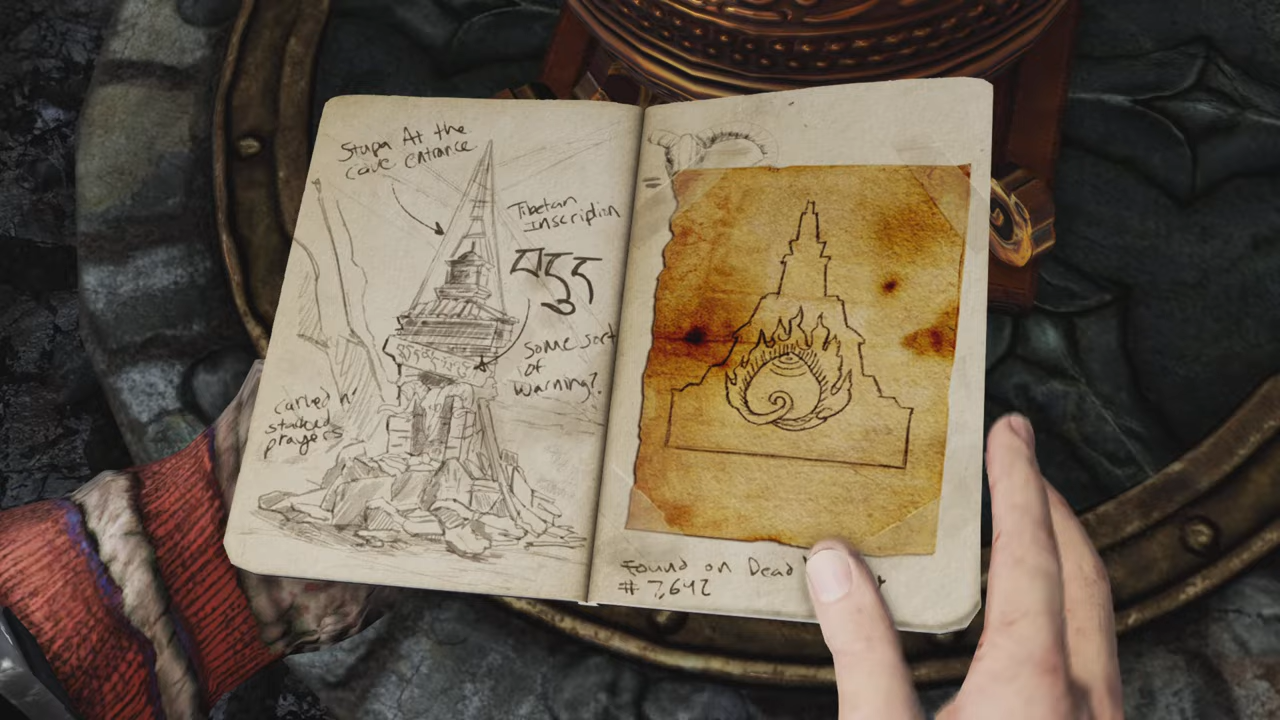 Stupa At the
cave entrance
Tibetan
Inscription
བདུད
Some sort
of
warning?
carved n'
stacked
prayers
Found on Dead
# 7,642